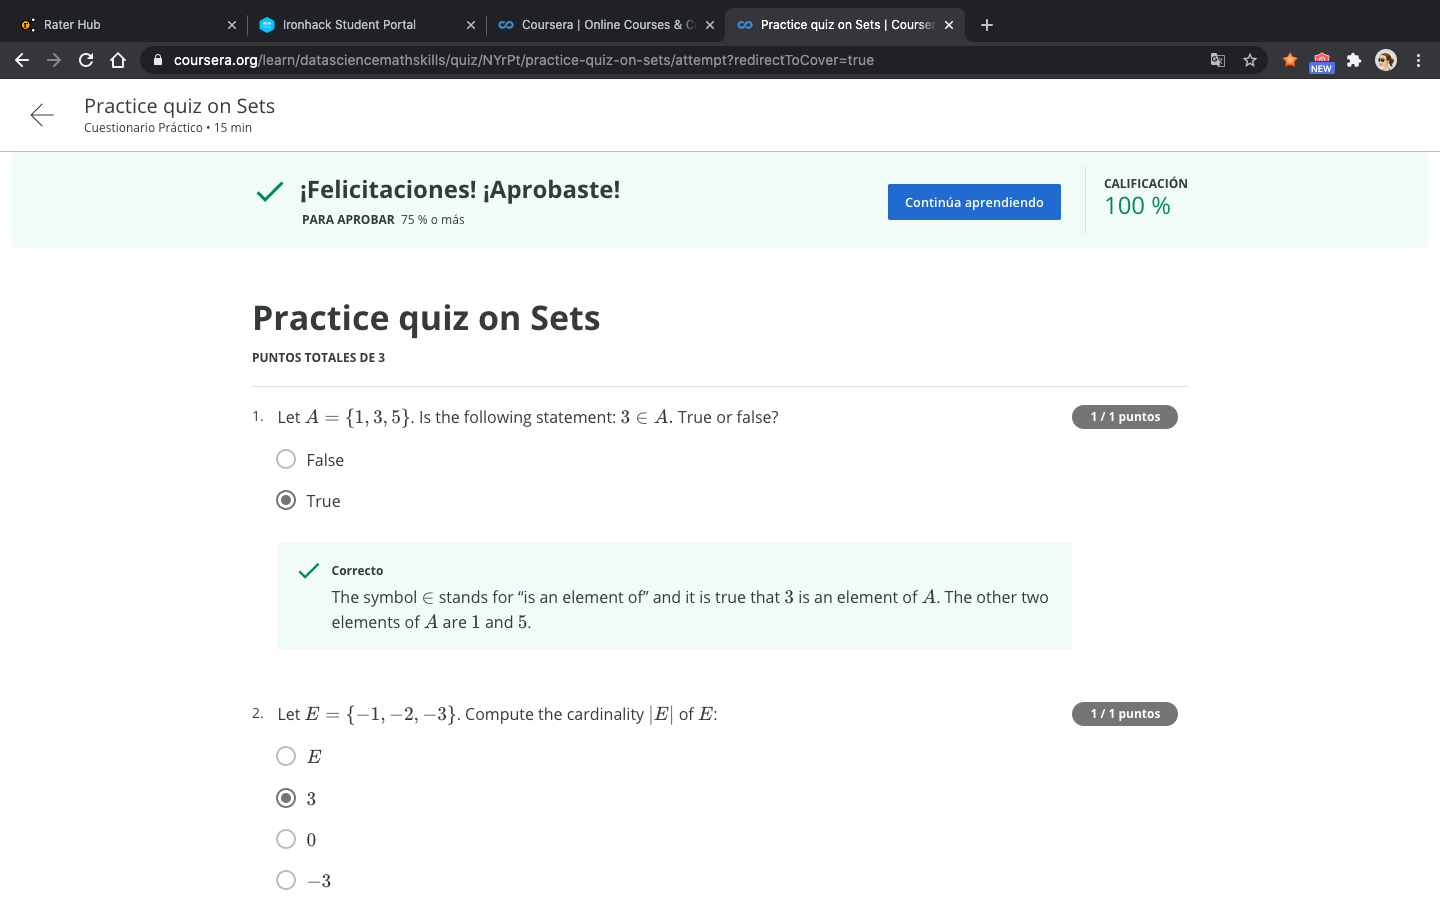 Rater Hub
Ironhack Student Portal
Coursera | Online Courses & C
Practice quiz on Sets | Courser
coursera.org/learn/datasciencemathskills/quiz/NYrPt/practice-quiz-on-sets/attempt?redirectToCover=true
NEW
Practice quiz on Sets
Cuestionario Práctico • 15 min
¡Felicitaciones! ¡Aprobaste!
PARA APROBAR 75 % o más
Continúa aprendiendo
CALIFICACIÓN
100 %
Practice quiz on Sets
PUNTOS TOTALES DE 3
1. Let A = {1, 3, 5}. Is the following statement: 3 ∈ A. True or false?
1 / 1 puntos
False
True
Correcto
The symbol ∈ stands for “is an element of” and it is true that 3 is an element of A. The other two
elements of A are 1 and 5.
2. Let E = {−1, −2, −3}. Compute the cardinality |E| of E:
1 / 1 puntos
E
3
0
−3